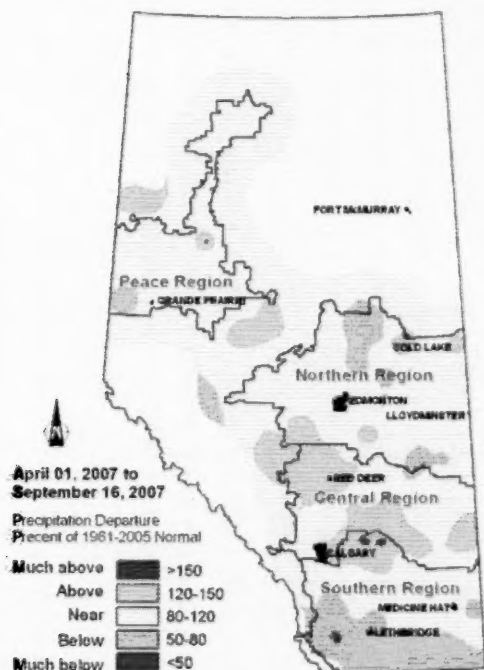 FORT McMURRAY
Peace Region
GRANDE PRAIRIE
COLD LAKE
Northern Region
EDMONTON
LLOYDMINSTER
April 01, 2007 to
September 16, 2007
RED DEER
Central Region
Precipitation Departure
Precent of 1961-2005 Normal
CALGARY
Much above >150
Southern Region
Above 120-150
MEDICINE HAT
Near 80-120
LETHBRIDGE
Below 50-80
Much below <50